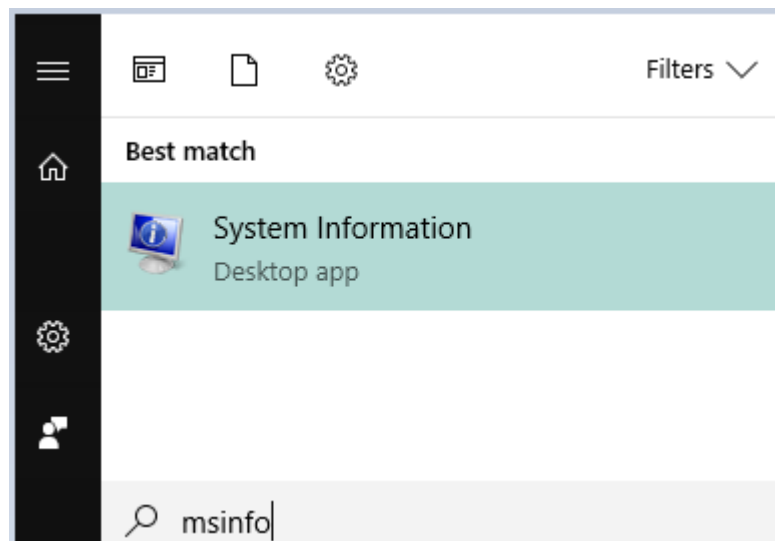 Filters
Best match
System Information
Desktop app
msinfo